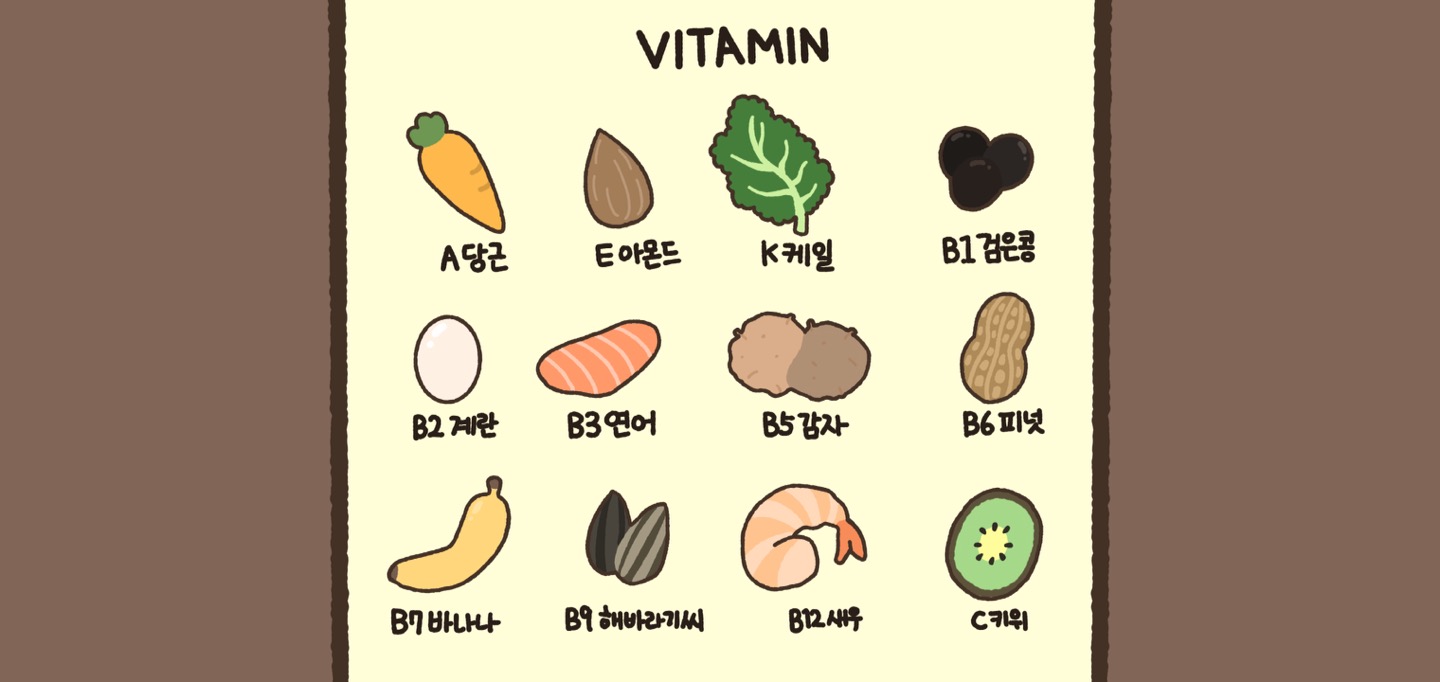 VITAMIN
A 당근
E 아몬드
K 케일
B1 검은콩
B2 계란
B3 연어
B5 감자
B6 피넛
B7 바나나
B9 해바라기씨
B12 새우
C 키위